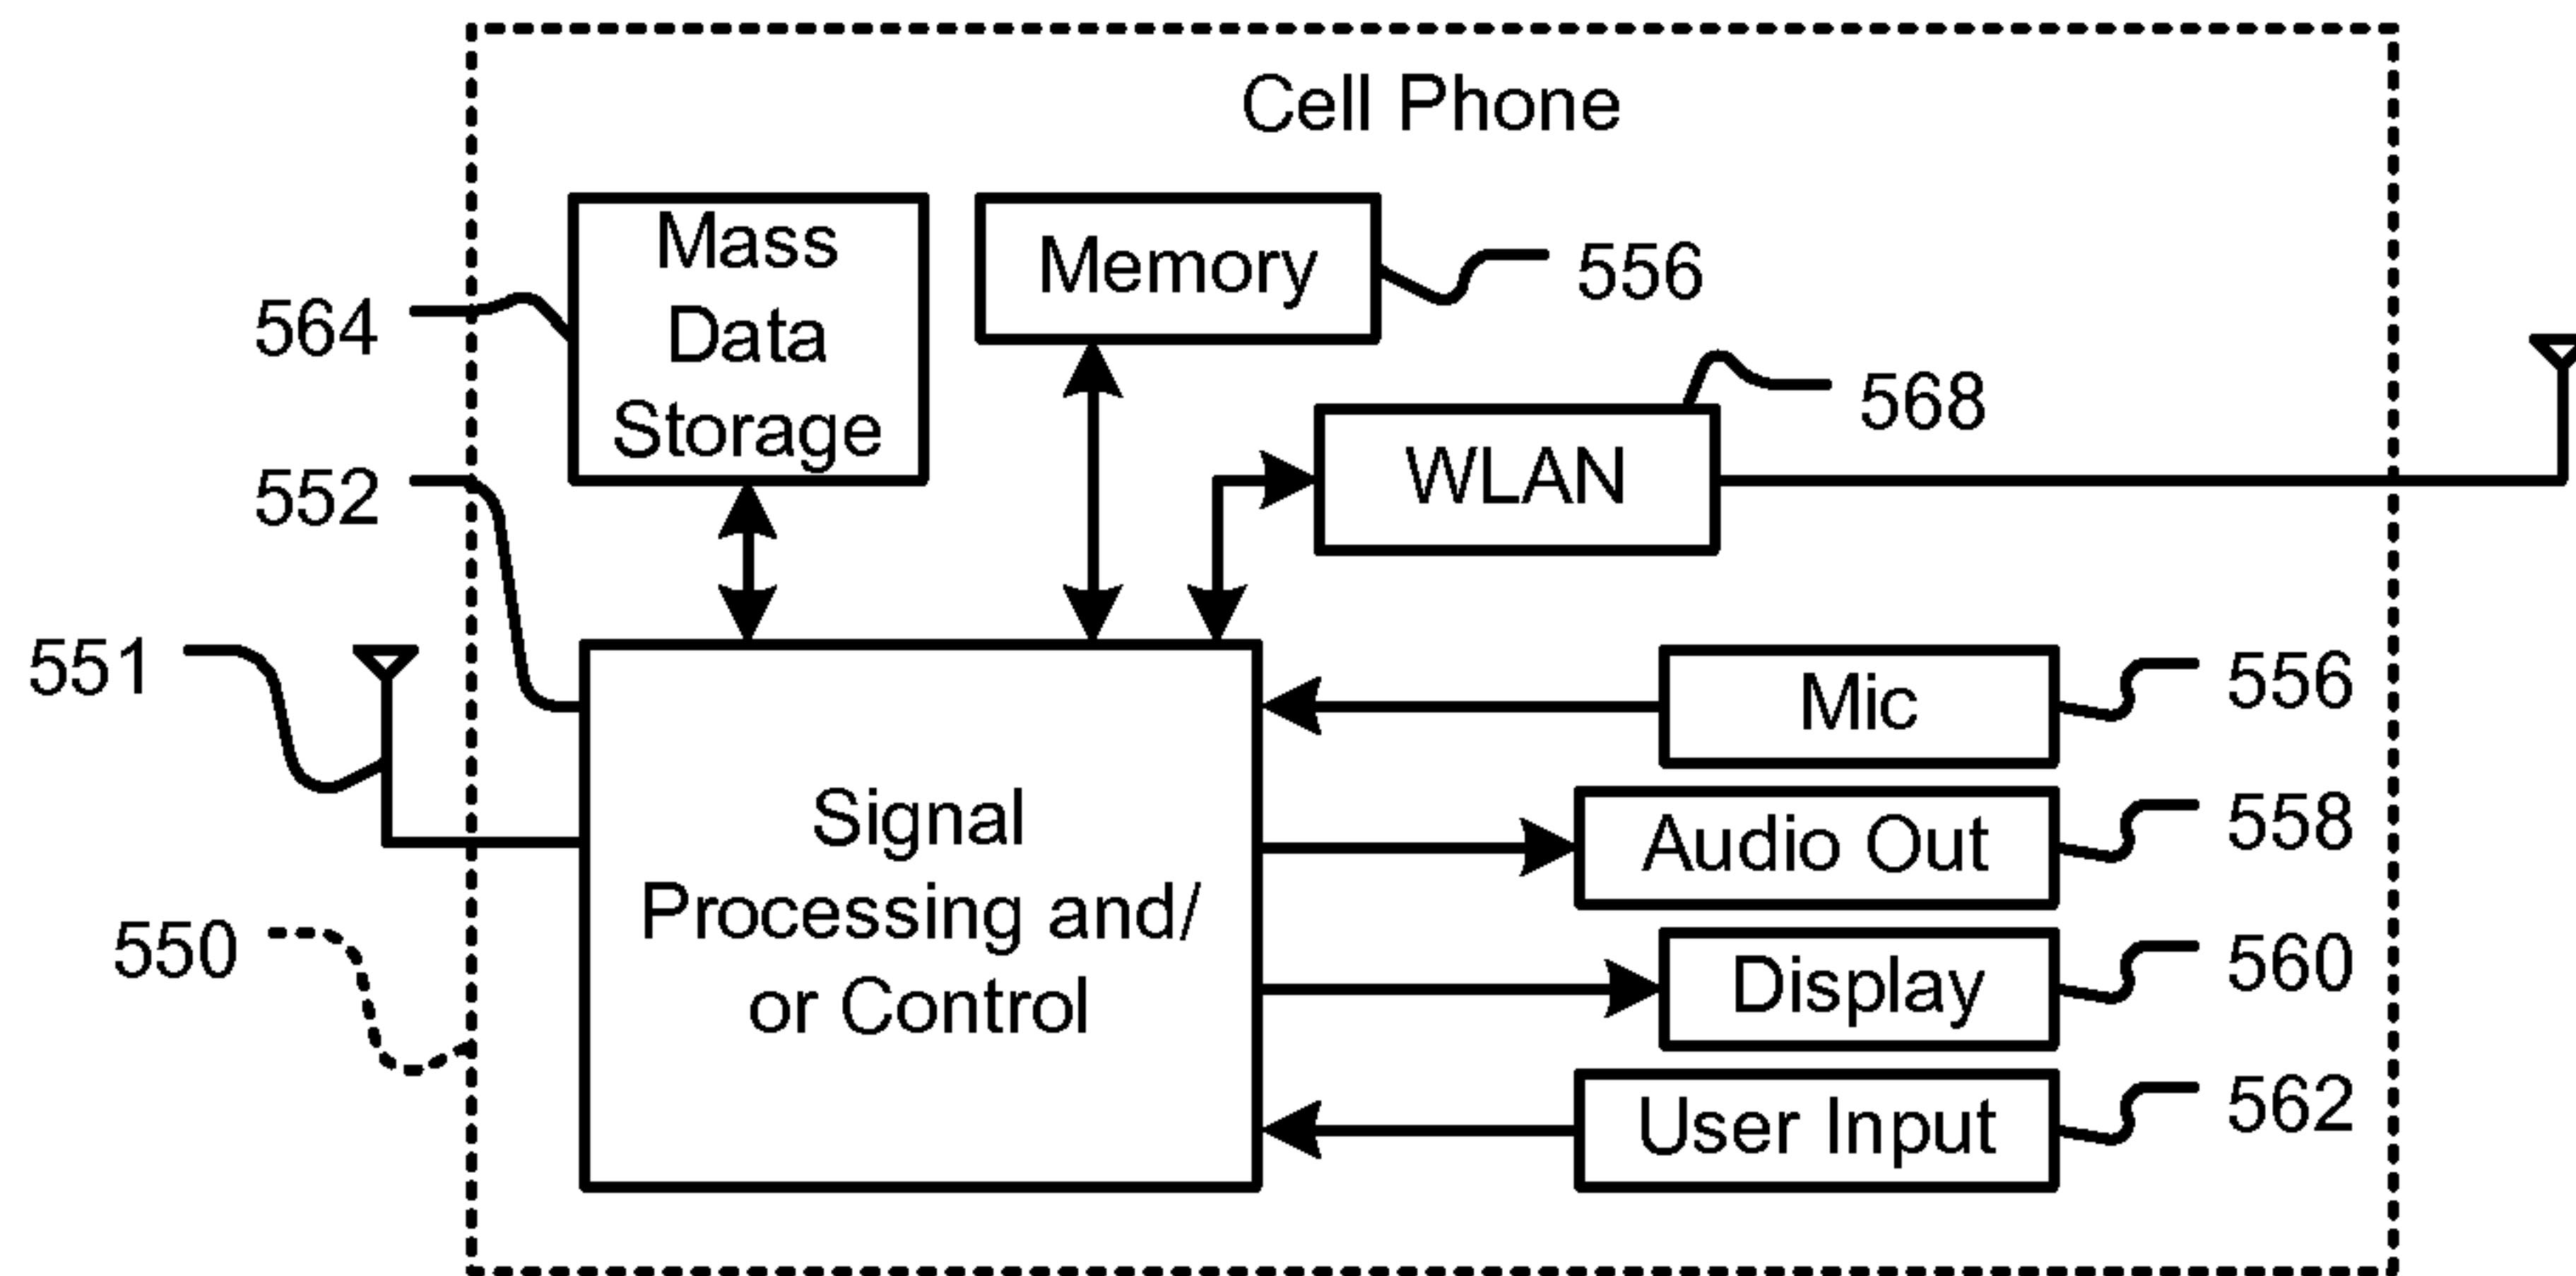 Cell Phone
Mass
Data
Storage
564
Memory
556
WLAN
568
552
551
550
Signal
Processing and/
or Control
Mic
556
Audio Out
558
Display
560
User Input
562